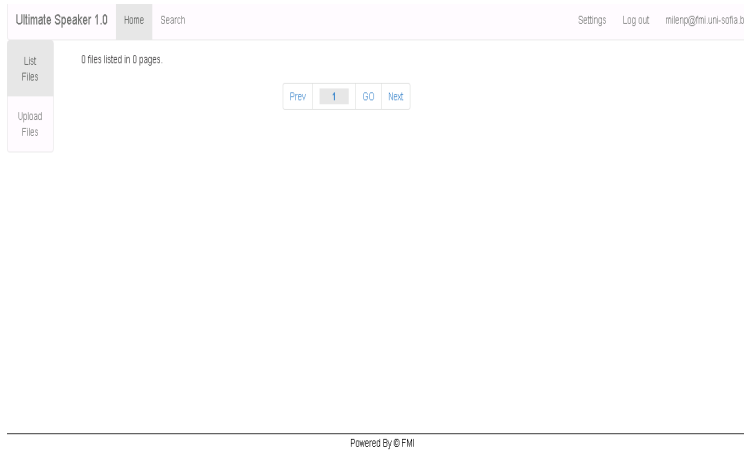 Ultimate Speaker 1.0 Home Search Settings Log out milenp@fmi.uni-sofia.b
List
Files
0 files listed in 0 pages.
Prev 1 GO Next
Upload
Files
Powered By © FMI